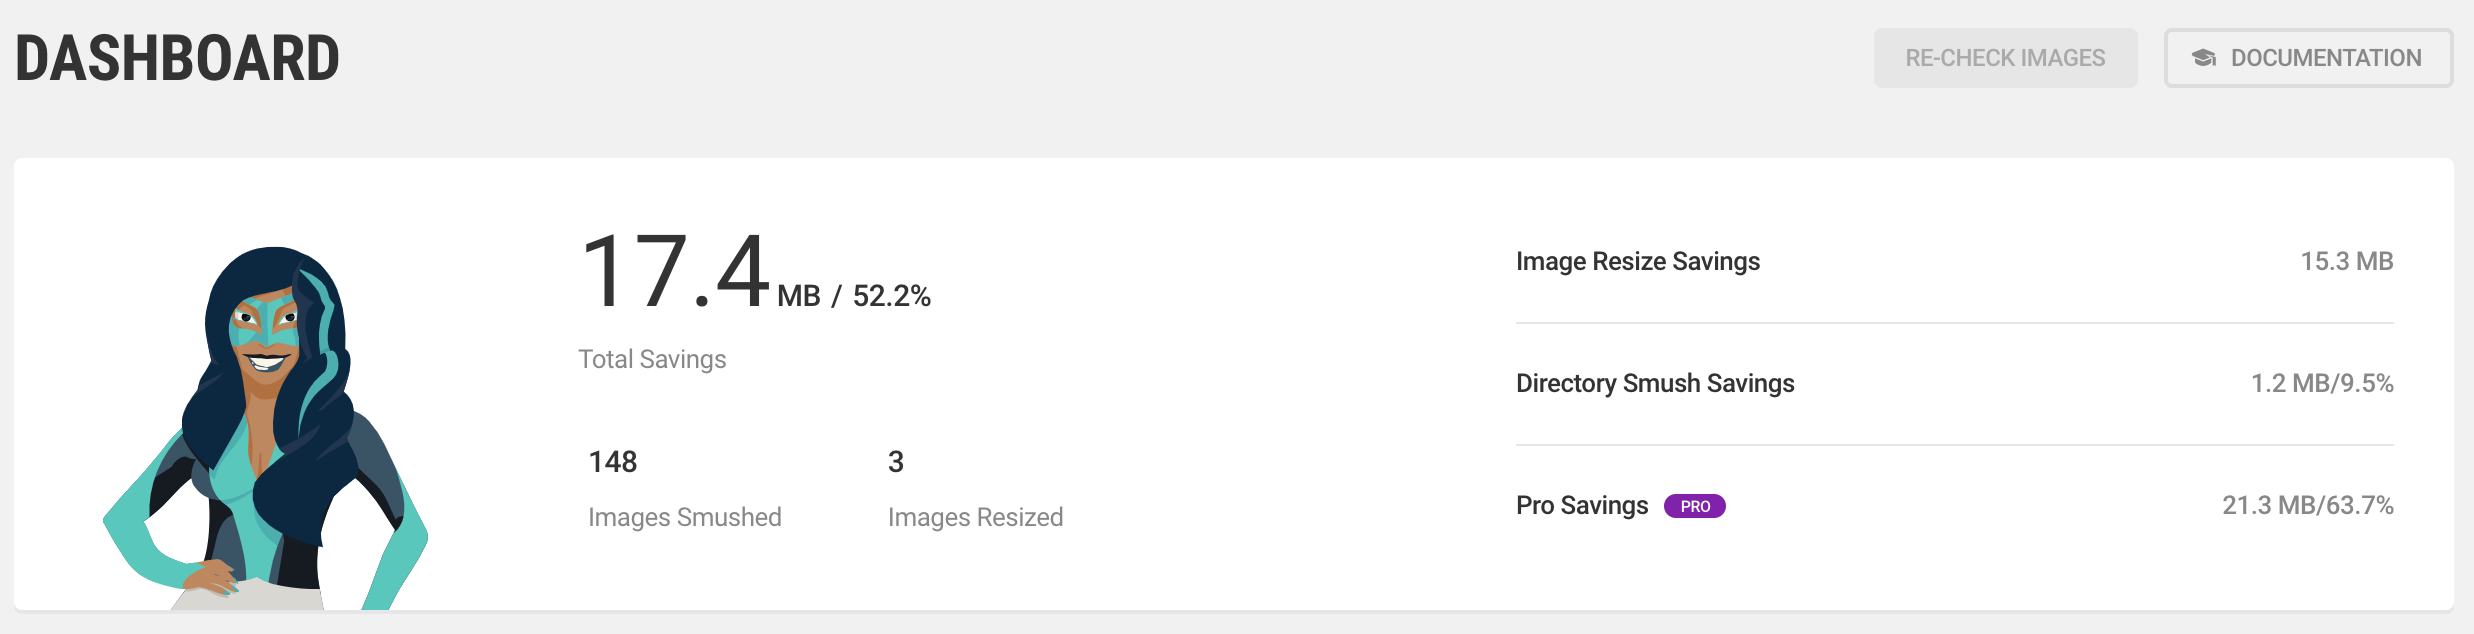 DASHBOARD
RE-CHECK IMAGES
DOCUMENTATION
17.4 MB / 52.2%
Total Savings
148
Images Smushed
3
Images Resized
Image Resize Savings
15.3 MB
Directory Smush Savings
1.2 MB/9.5%
Pro Savings PRO
21.3 MB/63.7%